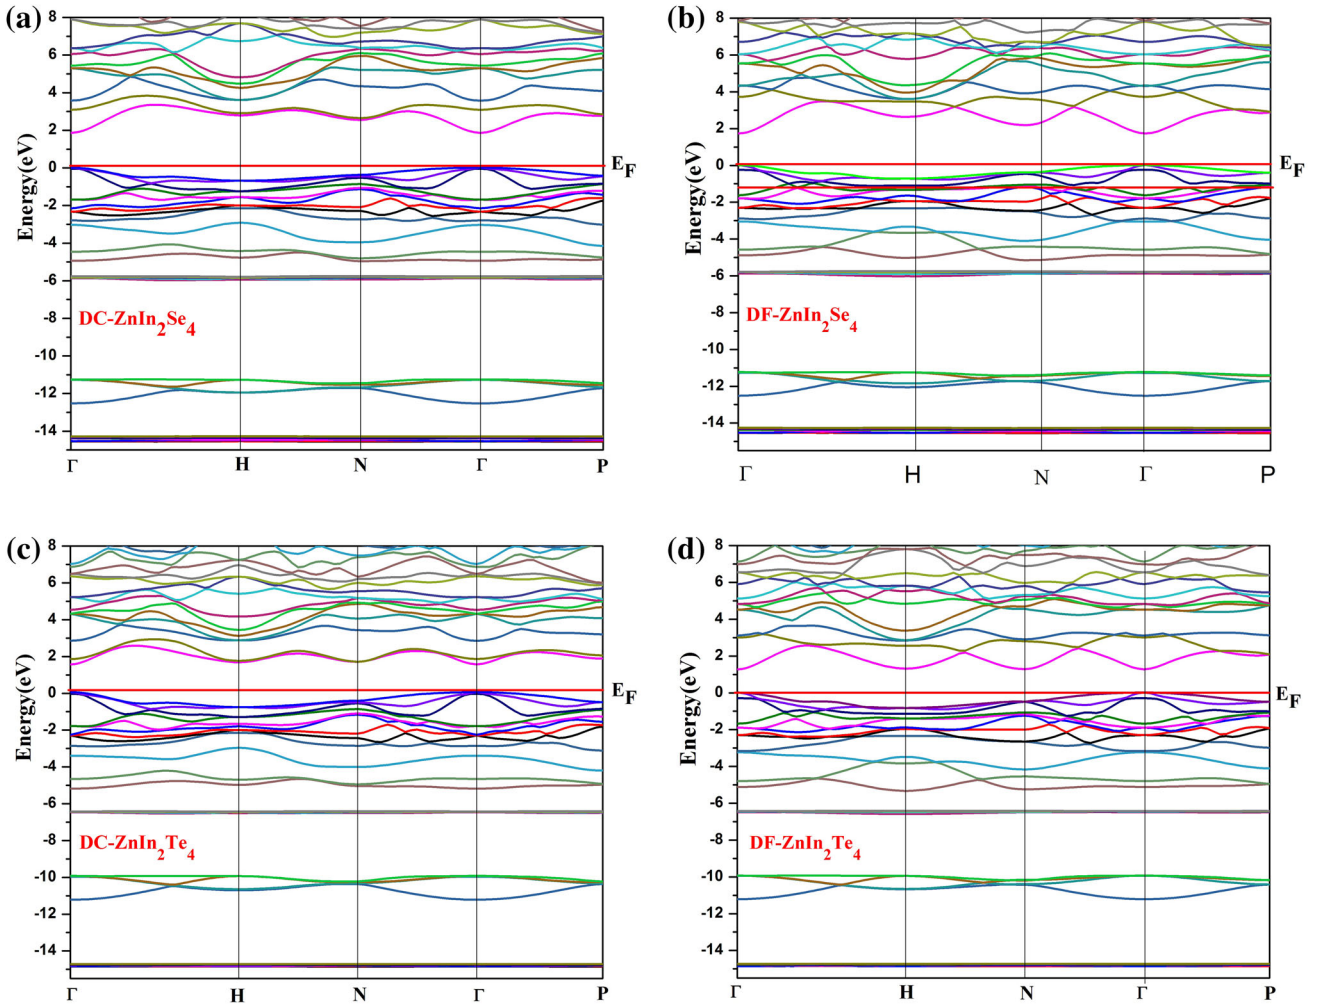 (a)
8
6
4
2
0
-2
-4
-6
-8
-10
-12
-14
Energy(eV)
E_F
DC-ZnIn₂Se₄
Γ H N Γ P
(b)
8
6
4
2
0
-2
-4
-6
-8
-10
-12
-14
Energy(eV)
E_F
DF-ZnIn₂Se₄
Γ H N Γ P
(c)
8
6
4
2
0
-2
-4
-6
-8
-10
-12
-14
Energy(eV)
E_F
DC-ZnIn₂Te₄
Γ H N Γ P
(d)
8
6
4
2
0
-2
-4
-6
-8
-10
-12
-14
Energy(eV)
E_F
DF-ZnIn₂Te₄
Γ H N Γ P